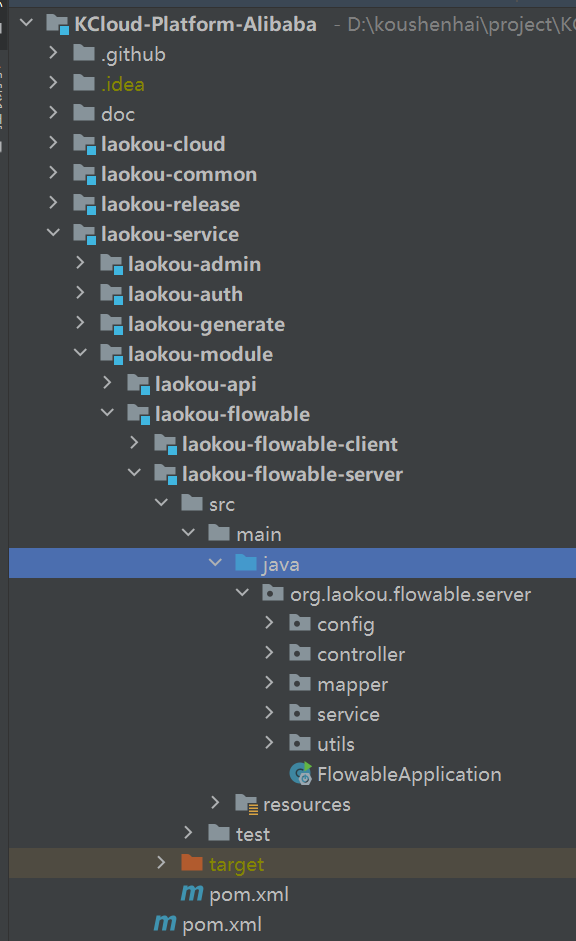 KCloud-Platform-Alibaba - D:\koushenhai\project\K
.github
.idea
doc
laokou-cloud
laokou-common
laokou-release
laokou-service
laokou-admin
laokou-auth
laokou-generate
laokou-module
laokou-api
laokou-flowable
laokou-flowable-client
laokou-flowable-server
src
main
java
org.laokou.flowable.server
config
controller
mapper
service
utils
FlowableApplication
resources
test
target
pom.xml
pom.xml